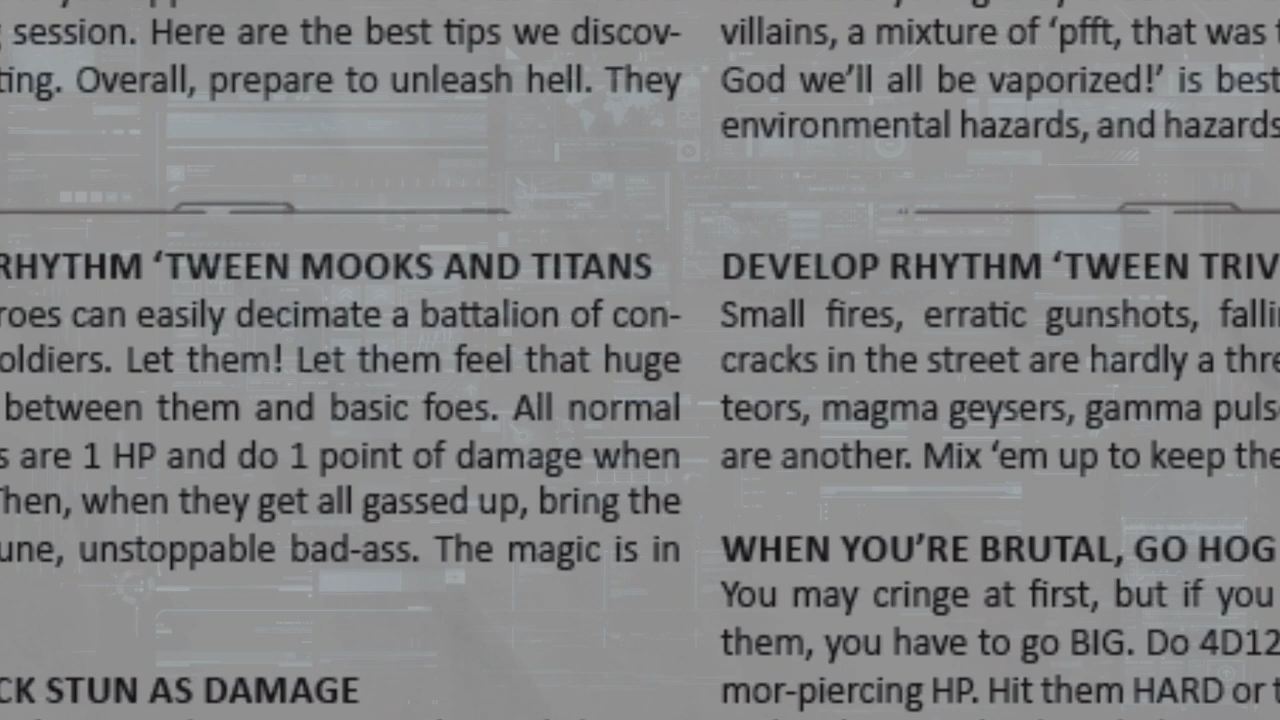 session. Here are the best tips we discov-
ting. Overall, prepare to unleash hell. They
RHYTHM ‘TWEEN MOOKS AND TITANS
roes can easily decimate a battalion of con-
oldiers. Let them! Let them feel that huge
between them and basic foes. All normal
s are 1 HP and do 1 point of damage when
Then, when they get all gassed up, bring the
une, unstoppable bad-ass. The magic is in
CK STUN AS DAMAGE
villains, a mixture of ‘pfft, that was
God we’ll all be vaporized!’ is best
environmental hazards, and hazards
DEVELOP RHYTHM ‘TWEEN TRIV
Small fires, erratic gunshots, falli
cracks in the street are hardly a thre
teors, magma geysers, gamma puls
are another. Mix ‘em up to keep the
WHEN YOU’RE BRUTAL, GO HOG
You may cringe at first, but if you
them, you have to go BIG. Do 4D12
mor-piercing HP. Hit them HARD or t